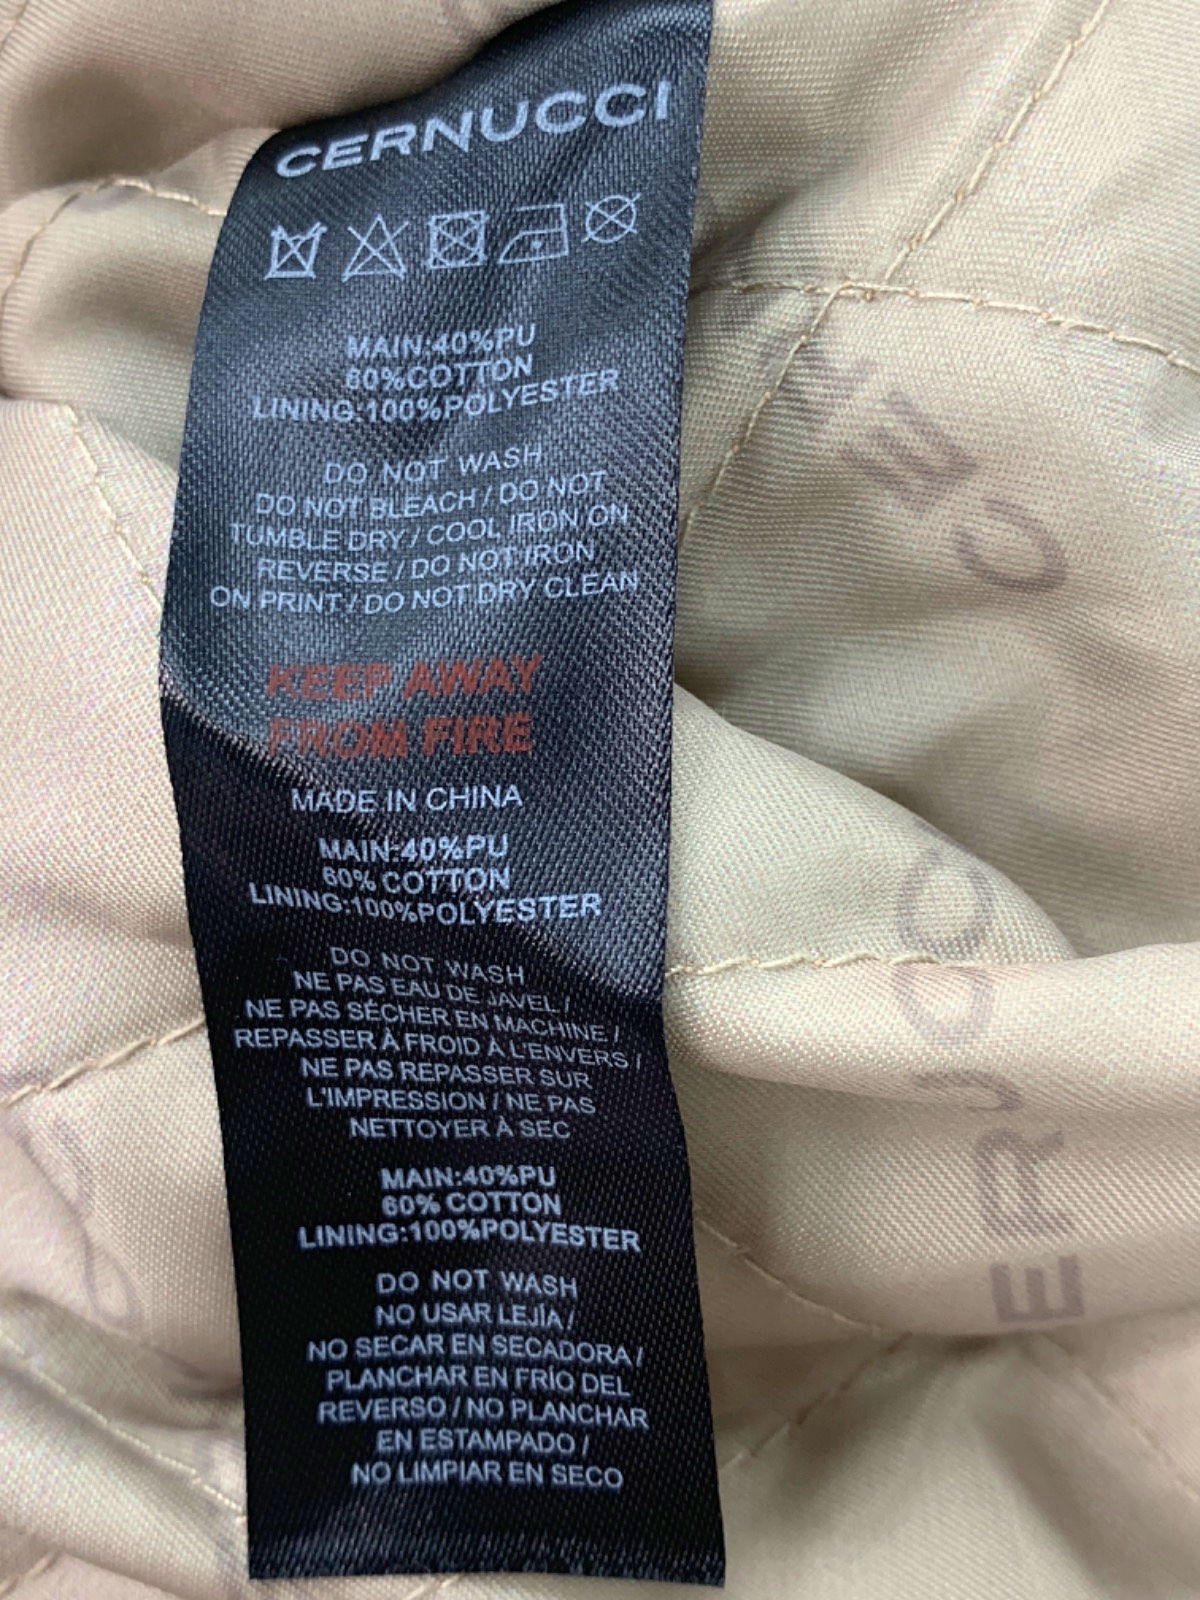 CERNUCCI
MAIN:40%PU
60%COTTON
LINING:100%POLYESTER
DO NOT WASH
DO NOT BLEACH / DO NOT
TUMBLE DRY / COOL IRON ON
REVERSE / DO NOT IRON
ON PRINT / DO NOT DRY CLEAN
KEEP AWAY
FROM FIRE
MADE IN CHINA
MAIN:40%PU
60% COTTON
LINING:100%POLYESTER
DO NOT WASH
NE PAS EAU DE JAVEL /
NE PAS SÉCHER EN MACHINE /
REPASSER À FROID À L'ENVERS /
NE PAS REPASSER SUR
L'IMPRESSION / NE PAS
NETTOYER À SEC
MAIN:40%PU
60% COTTON
LINING:100%POLYESTER
DO NOT WASH
NO USAR LEJÍA /
NO SECAR EN SECADORA /
PLANCHAR EN FRÍO DEL
REVERSO / NO PLANCHAR
EN ESTAMPADO /
NO LIMPIAR EN SECO